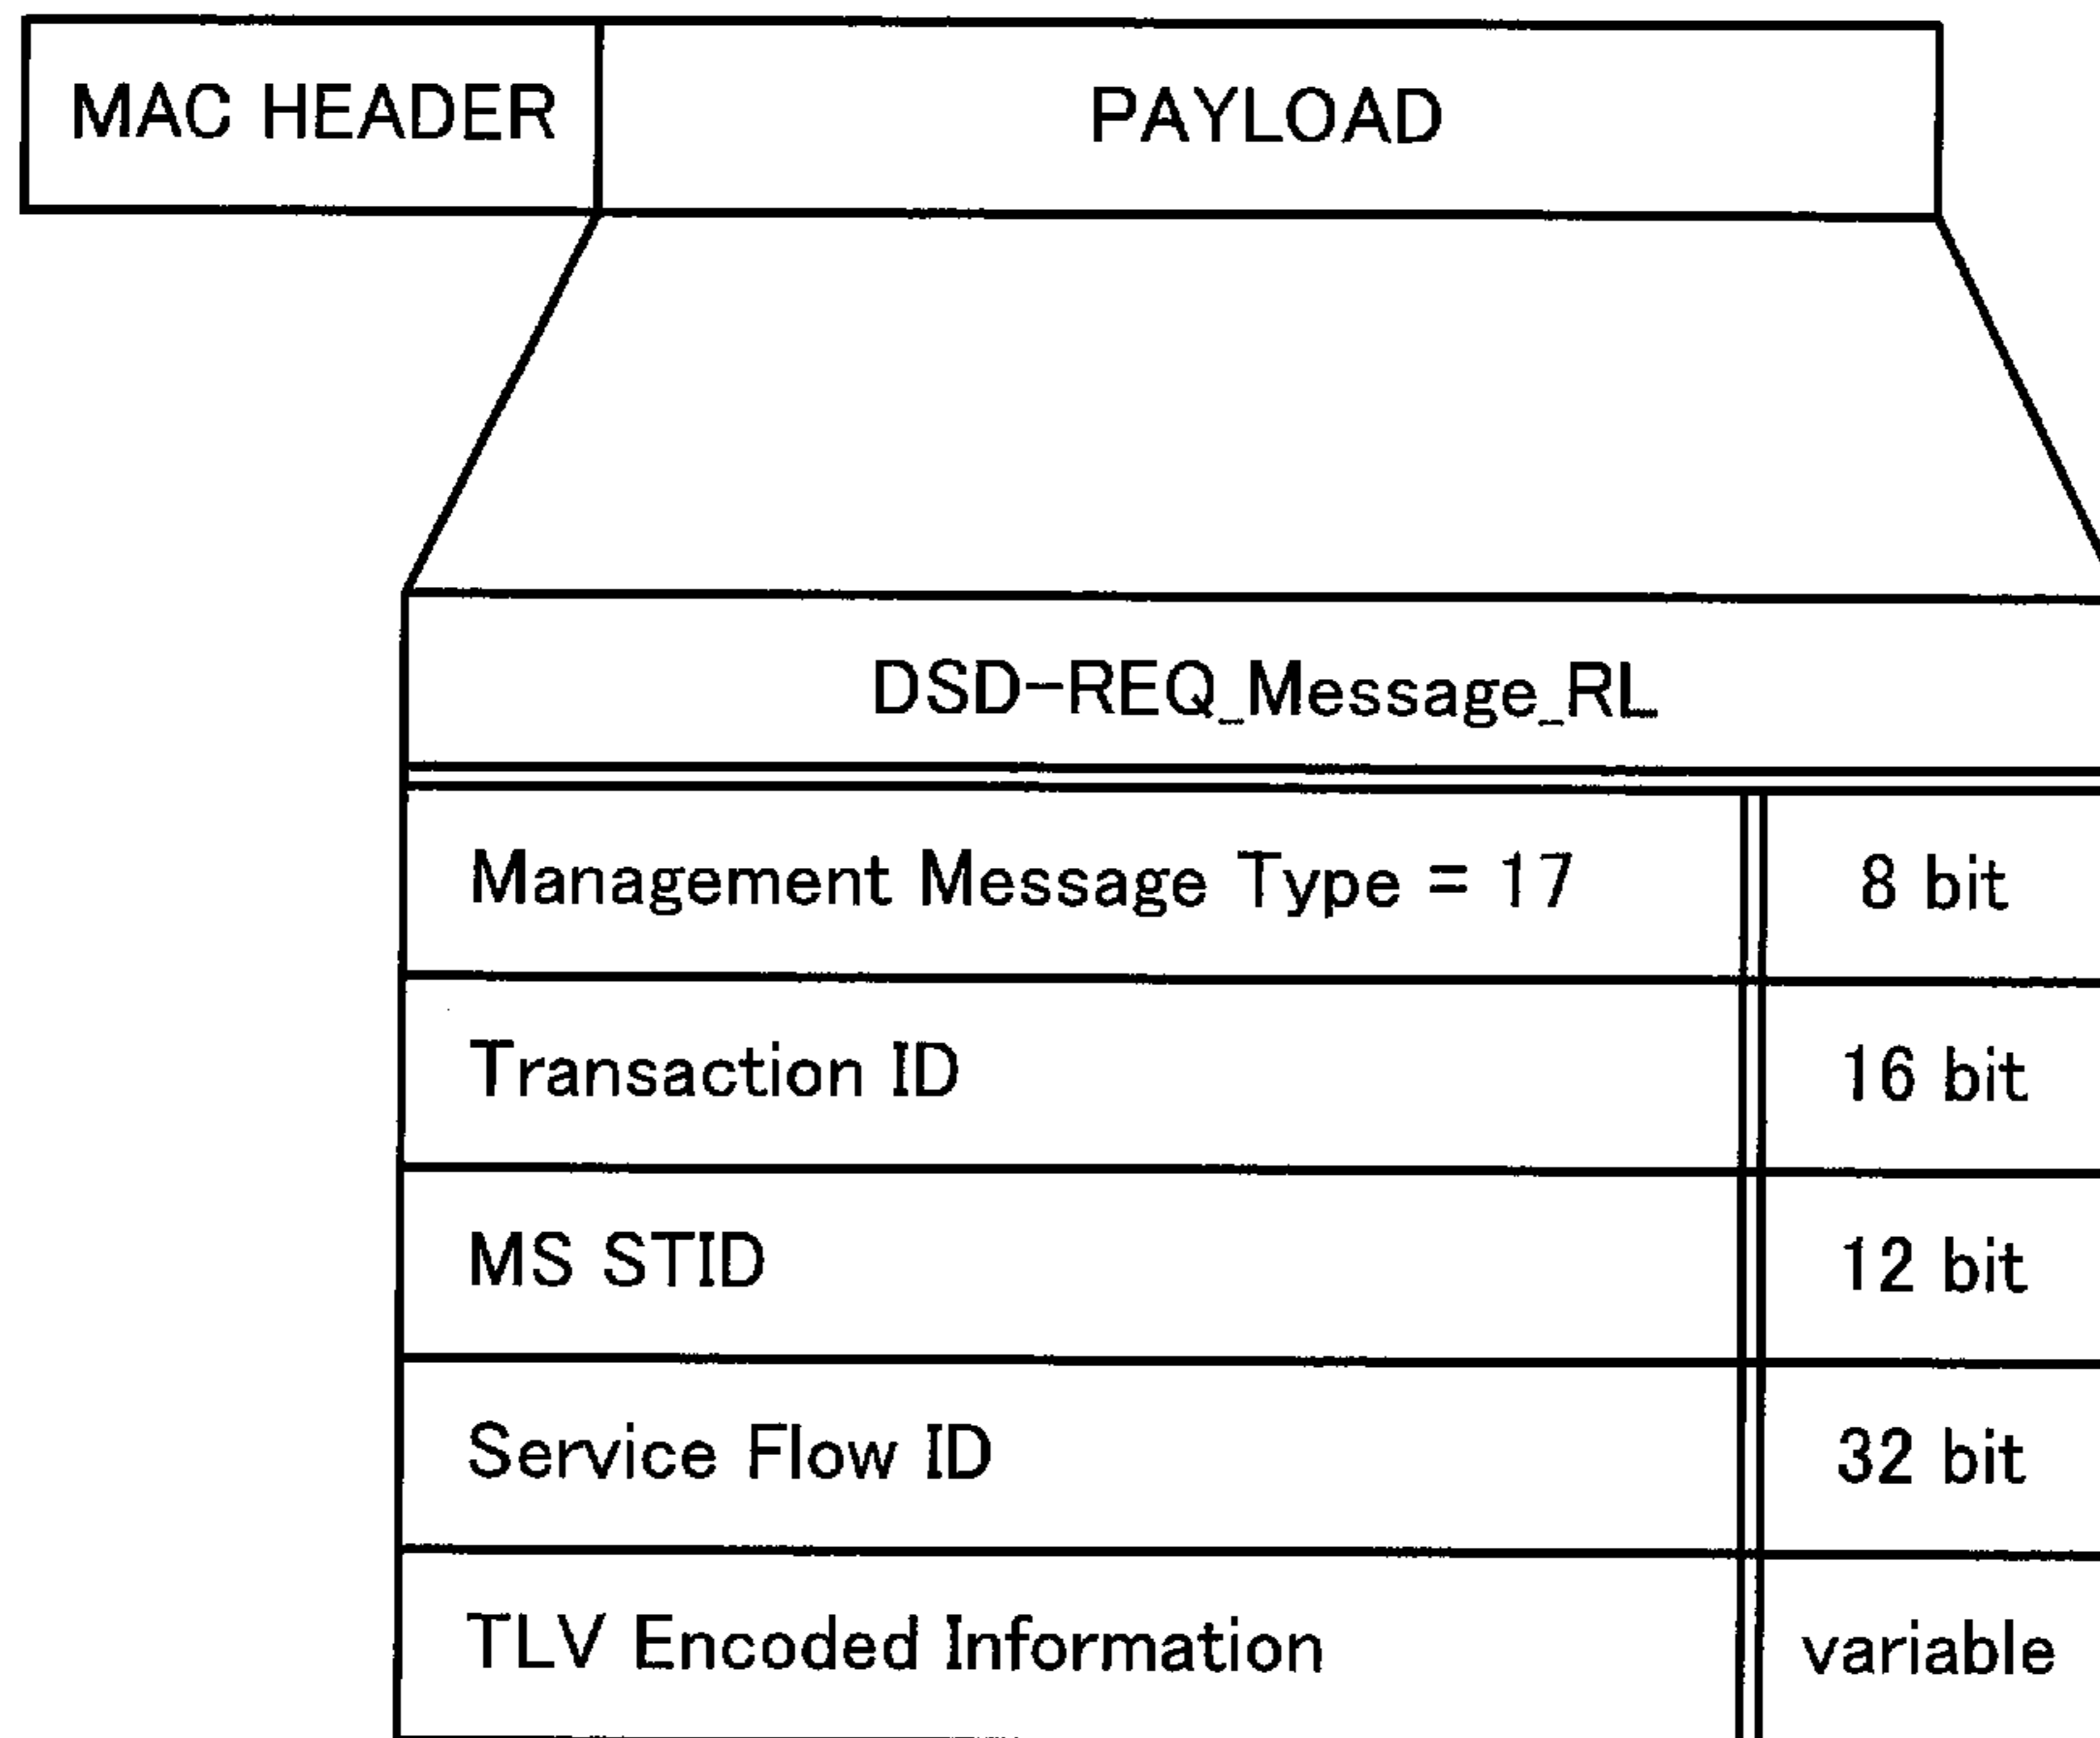 MAC HEADER PAYLOAD
DSD-REQ_Message_RL
Management Message Type = 17 8 bit
Transaction ID 16 bit
MS STID 12 bit
Service Flow ID 32 bit
TLV Encoded Information variable